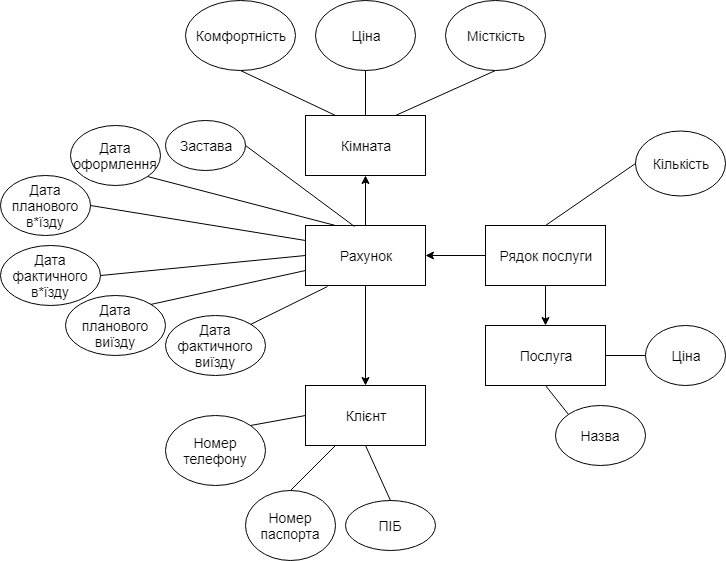 Комфортність
Ціна
Місткість
Кімната
Застава
Дата
оформлення
Дата
планового
в*їзду
Дата
фактичного
в*їзду
Дата
планового
виїзду
Дата
фактичного
виїзду
Рахунок
Рядок послуги
Кількість
Послуга
Ціна
Назва
Клієнт
Номер
телефону
Номер
паспорта
ПІБ